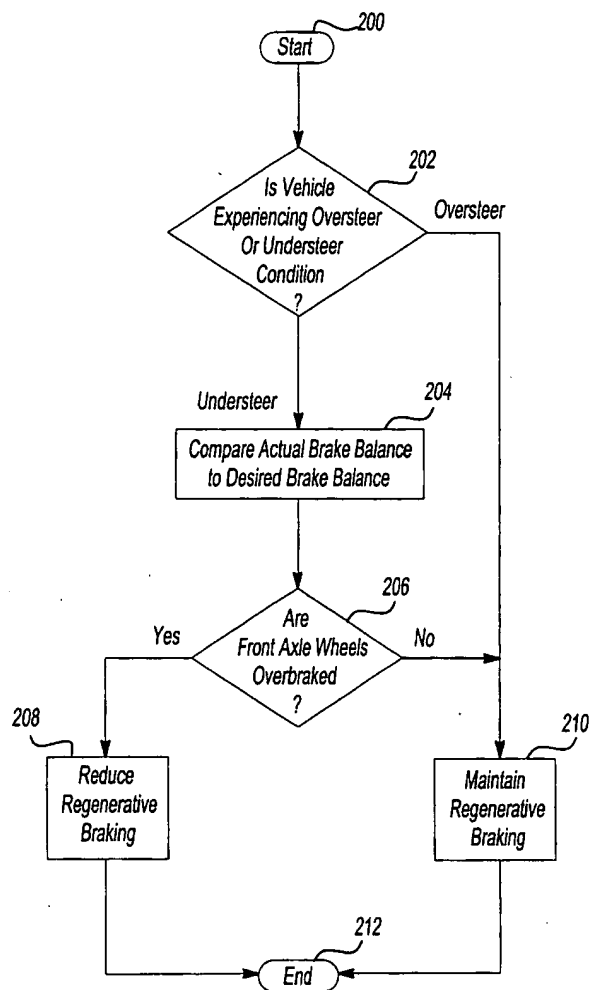 200
Start
202
Is Vehicle
Experiencing Oversteer
Or Understeer
Condition
?
Oversteer
Understeer
204
Compare Actual Brake Balance
to Desired Brake Balance
206
Are
Front Axle Wheels
Overbraked
?
Yes
No
208
Reduce
Regenerative
Braking
210
Maintain
Regenerative
Braking
212
End